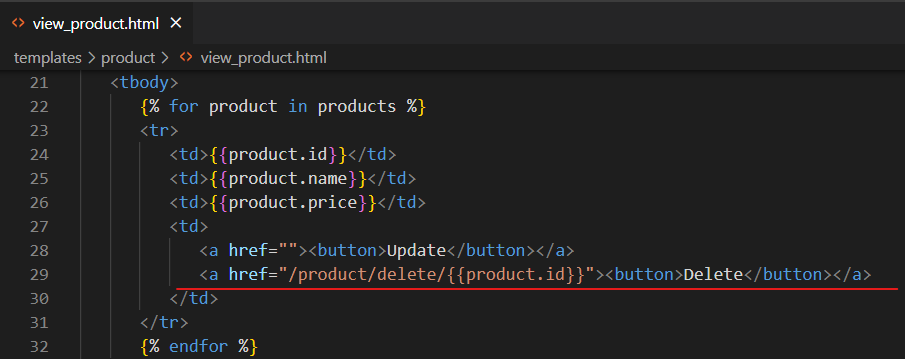 view_product.html
templates > product > view_product.html
21 <tbody>
22 {% for product in products %}
23 <tr>
24 <td>{{product.id}}</td>
25 <td>{{product.name}}</td>
26 <td>{{product.price}}</td>
27 <td>
28 <a href=""><button>Update</button></a>
29 <a href="/product/delete/{{product.id}}"><button>Delete</button></a>
30 </td>
31 </tr>
32 {% endfor %}